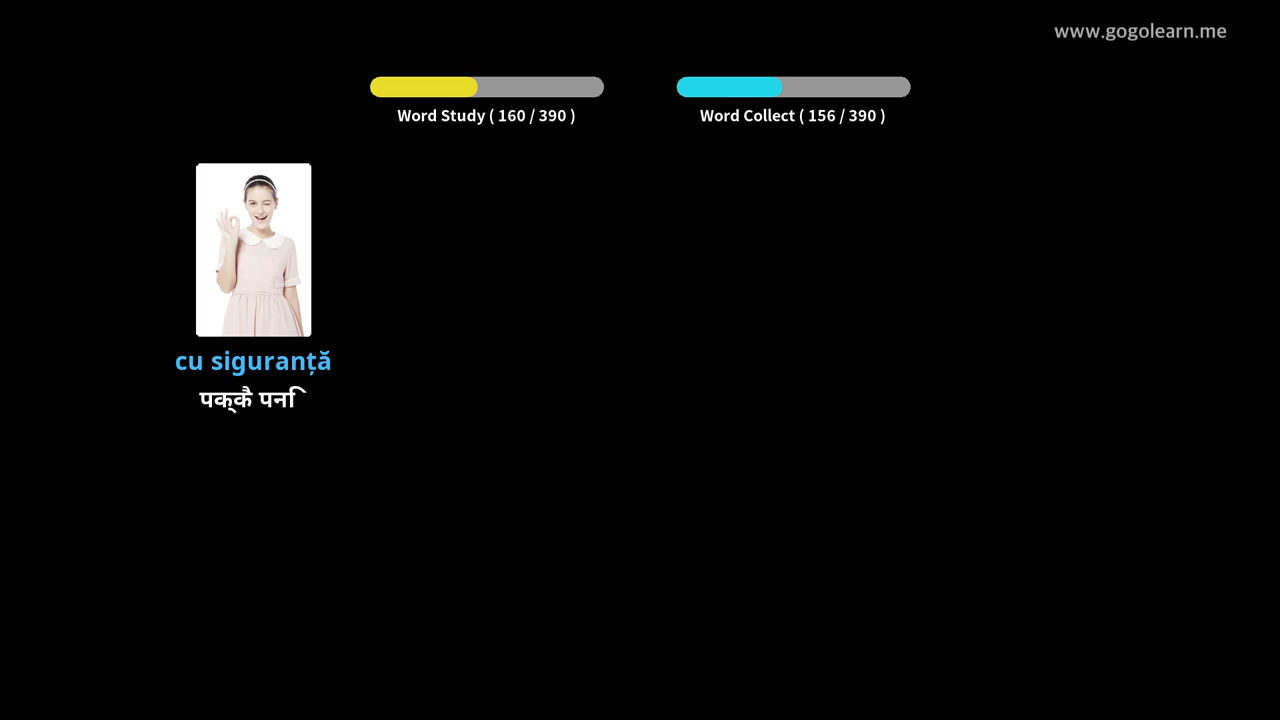 www.gogolearn.me
Word Study ( 160 / 390 )
Word Collect ( 156 / 390 )
cu siguranță
पक्कै पनि